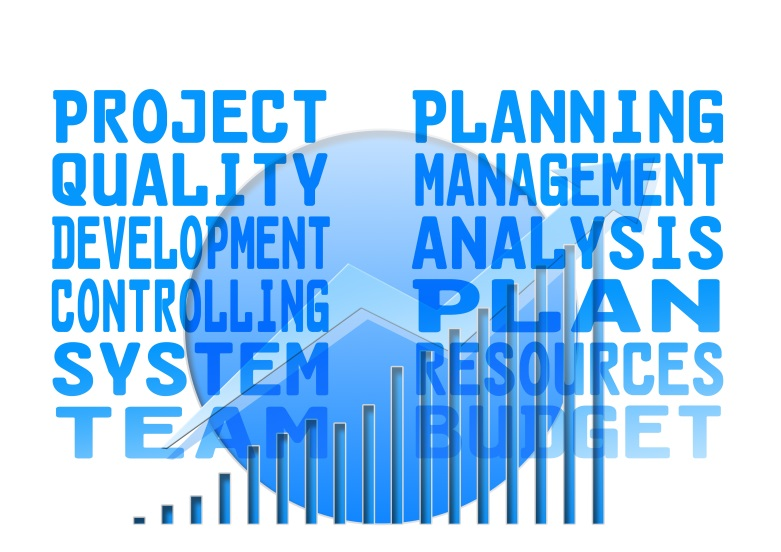 PROJECT PLANNING
QUALITY MANAGEMENT
DEVELOPMENT ANALYSIS
CONTROLLING PLAN
SYSTEM RESOURCES
TEAM BUDGET